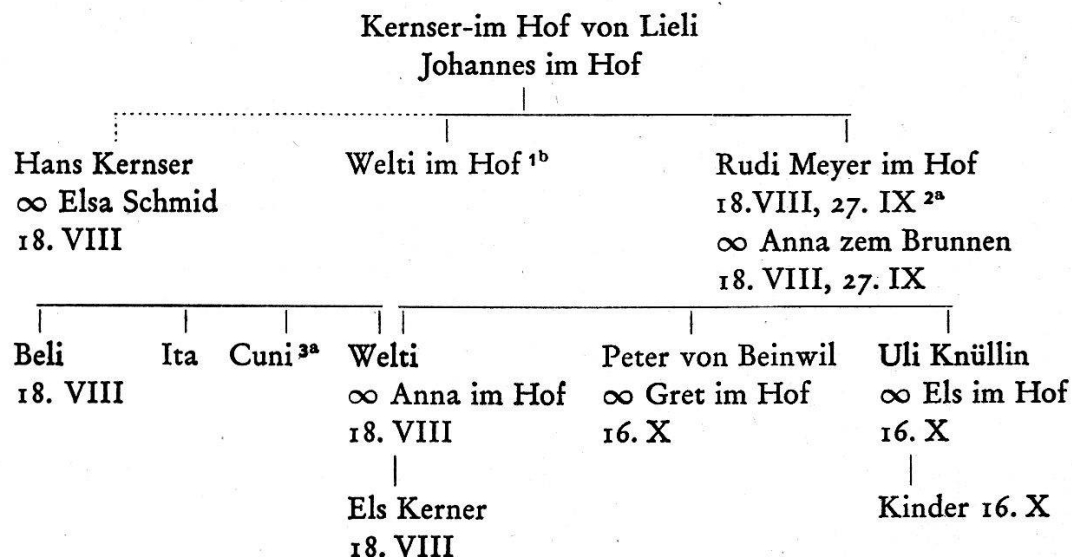 Kernser-im Hof von Lieli
Johannes im Hof
Hans Kernser Welti im Hof ¹ᵇ Rudi Meyer im Hof
∞ Elsa Schmid 18.VIII, 27. IX ²ᵃ
18. VIII ∞ Anna zem Brunnen
18. VIII, 27. IX
Beli Ita Cuni ³ᵃ Welti Peter von Beinwil Uli Knüllin
18. VIII ∞ Anna im Hof ∞ Gret im Hof ∞ Els im Hof
18. VIII 16. X 16. X
Els Kerner Kinder 16. X
18. VIII